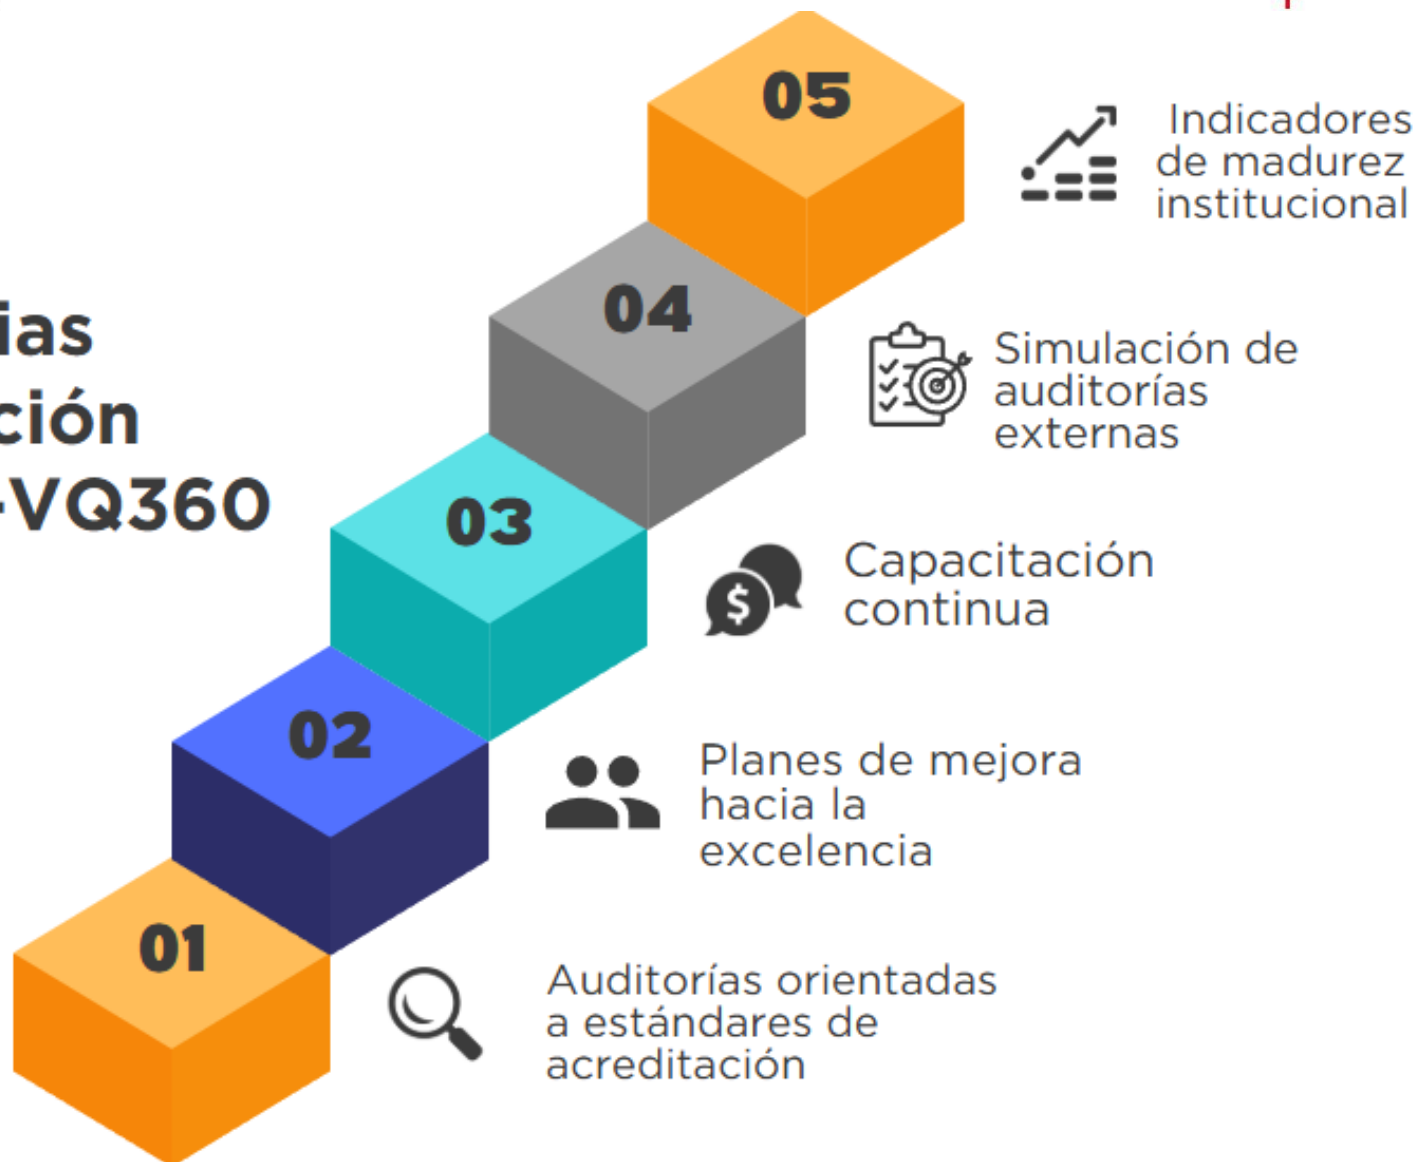 05
Indicadores
de madurez
institucional
04
Simulación de
auditorías
externas
ias
ción
-VQ360
03
$
Capacitación
continua
02
Planes de mejora
hacia la
excelencia
01
Auditorías orientadas
a estándares de
acreditación